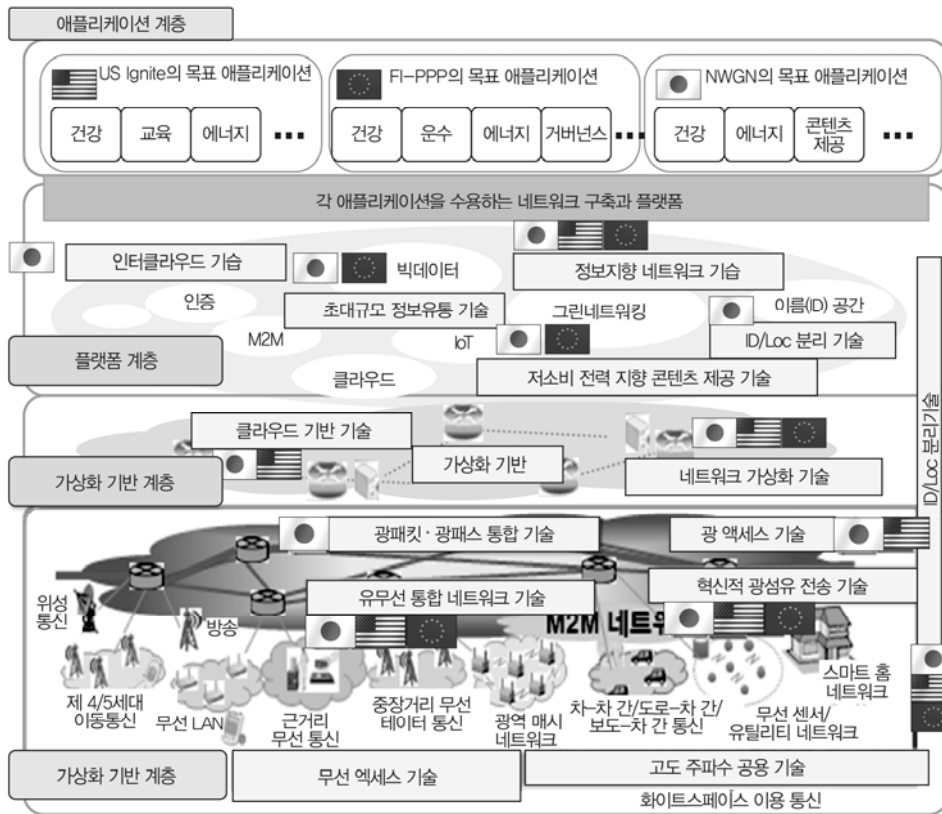 애플리케이션 계층
US Ignite의 목표 애플리케이션
FI-PPP의 목표 애플리케이션
NWGN의 목표 애플리케이션
건강
교육
에너지
...
건강
운수
에너지
거버넌스
...
건강
에너지
콘텐츠
제공
...
각 애플리케이션을 수용하는 네트워크 구축과 플랫폼
인터클라우드 기습
빅데이터
정보지향 네트워크 기습
인증
초대규모 정보유통 기술
그린네트워킹
이름(ID) 공간
M2M
IoT
ID/Loc 분리 기술
플랫폼 계층
클라우드
저소비 전력 지향 콘텐츠 제공 기술
ID/Loc 분리기술
클라우드 기반 기술
가상화 기반
네트워크 가상화 기술
가상화 기반 계층
광패킷·광패스 통합 기술
광 액세스 기술
유무선 통합 네트워크 기술
혁신적 광섬유 전송 기술
위성
통신
방송
M2M 네트워
스마트 홈
네트워크
제 4/5세대
이동통신
무선 LAN
근거리
무선 통신
중장거리 무선
테이터 통신
광역 매시
네트워크
차-차 간/도로-차 간/
보도-차 간 통신
무선 센서/
유틸리티 네트워크
가상화 기반 계층
무선 엑세스 기술
고도 주파수 공용 기술
화이트스페이스 이용 통신